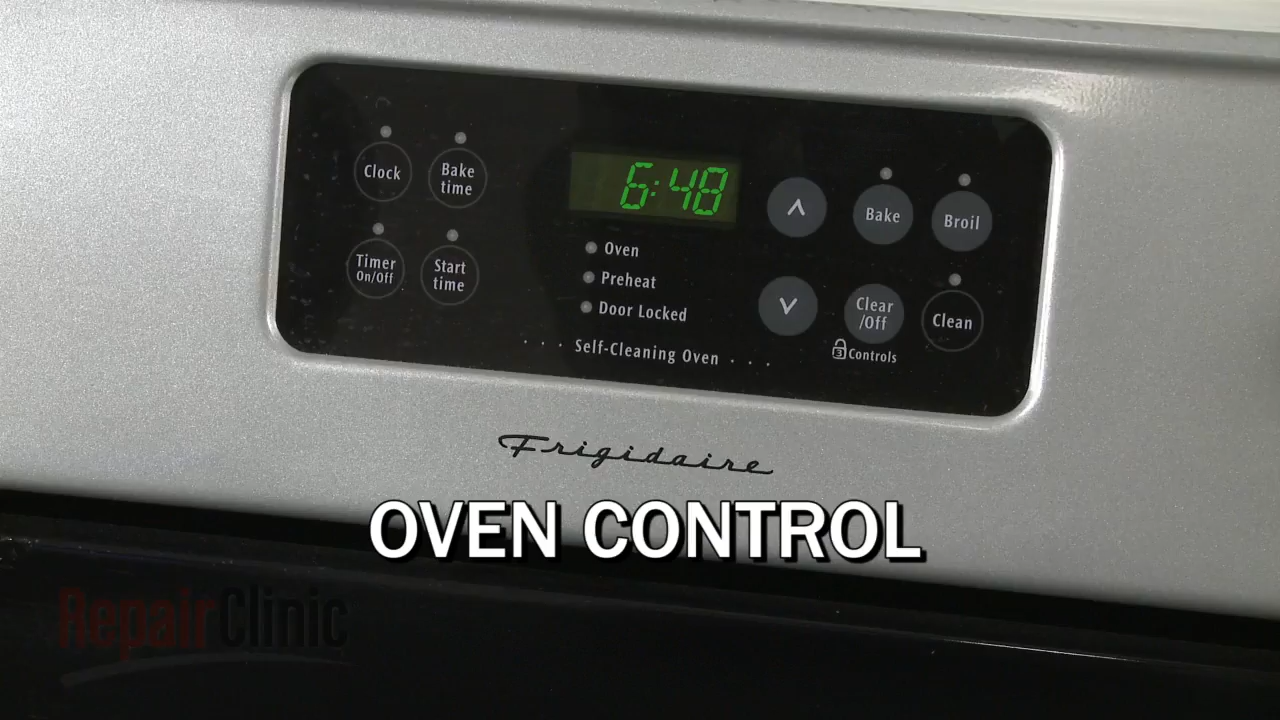 Clock
Bake
time
Timer
On/Off
Start
time
6:48
Oven
Preheat
Door Locked
Self-Cleaning Oven
Bake
Broil
Clear
/Off
3 Controls
Clean
Frigidaire
OVEN CONTROL
RepairClinic